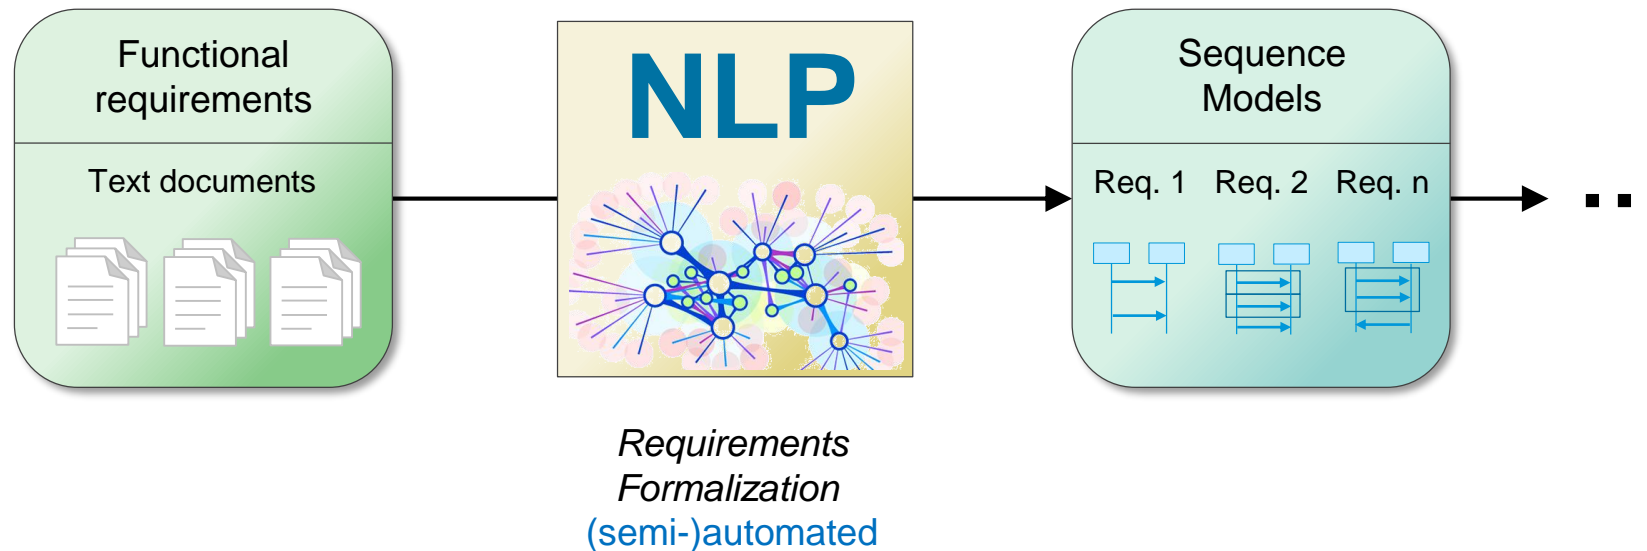 Functional
requirements
Text documents
NLP
Requirements
Formalization
(semi-)automated
Sequence
Models
Req. 1 Req. 2 Req. n
..